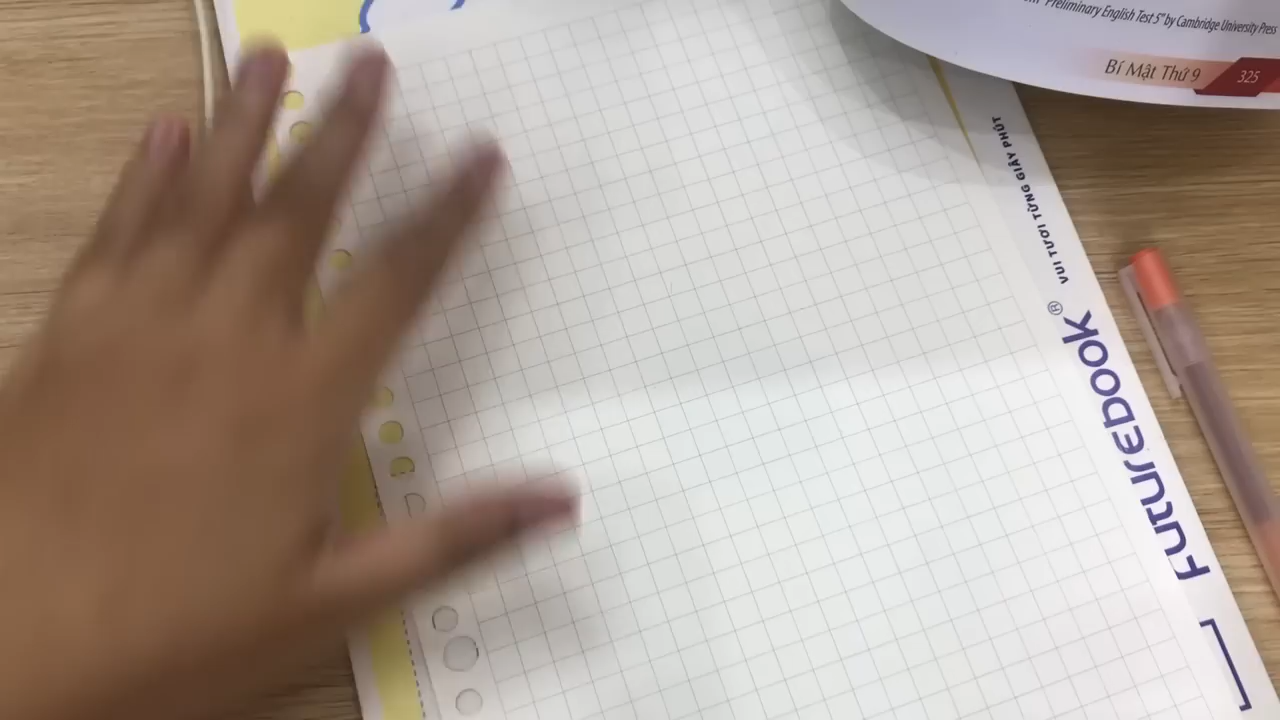 "Preliminary English Test 5" by Cambridge University Press
Bí Mật Thứ 9
325
VUI TƯƠI TỪNG GIÂY PHÚT
Futurebook®